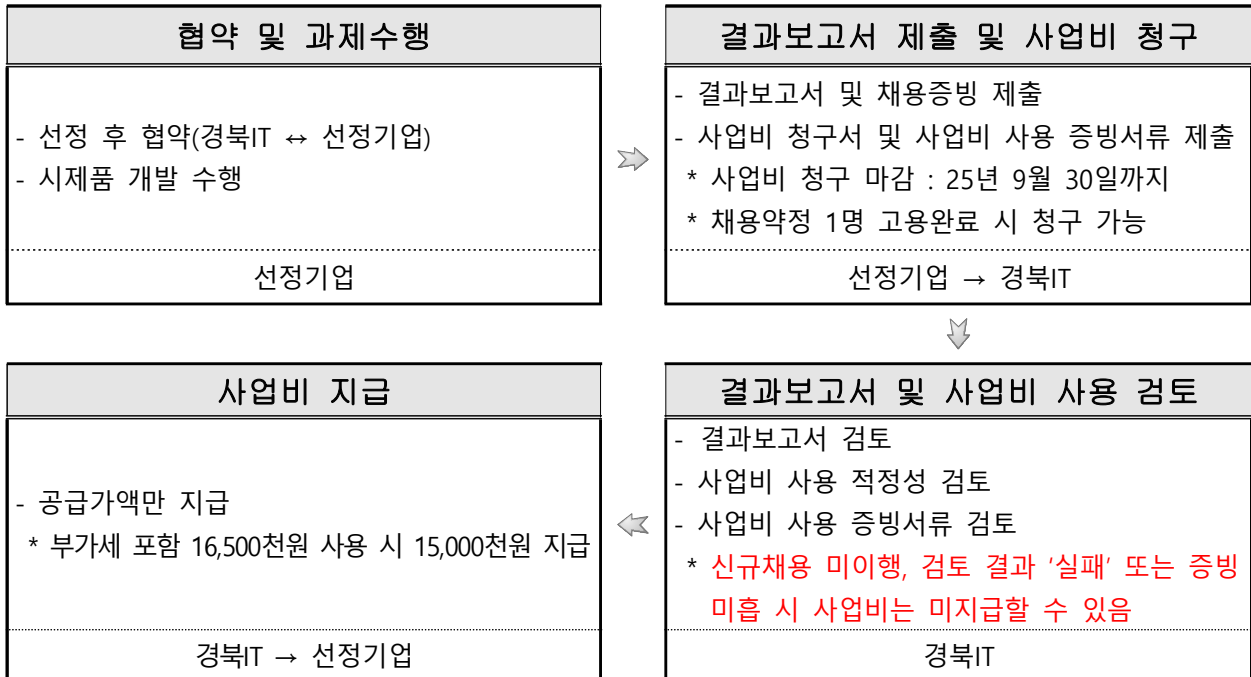 협약 및 과제수행
- 선정 후 협약(경북IT ↔ 선정기업)
- 시제품 개발 수행
선정기업
결과보고서 제출 및 사업비 청구
- 결과보고서 및 채용증빙 제출
- 사업비 청구서 및 사업비 사용 증빙서류 제출
* 사업비 청구 마감 : 25년 9월 30일까지
* 채용약정 1명 고용완료 시 청구 가능
선정기업 → 경북IT
결과보고서 및 사업비 사용 검토
- 결과보고서 검토
- 사업비 사용 적정성 검토
- 사업비 사용 증빙서류 검토
* 신규채용 미이행, 검토 결과 '실패' 또는 증빙
미흡 시 사업비는 미지급할 수 있음
경북IT
사업비 지급
- 공급가액만 지급
* 부가세 포함 16,500천원 사용 시 15,000천원 지급
경북IT → 선정기업